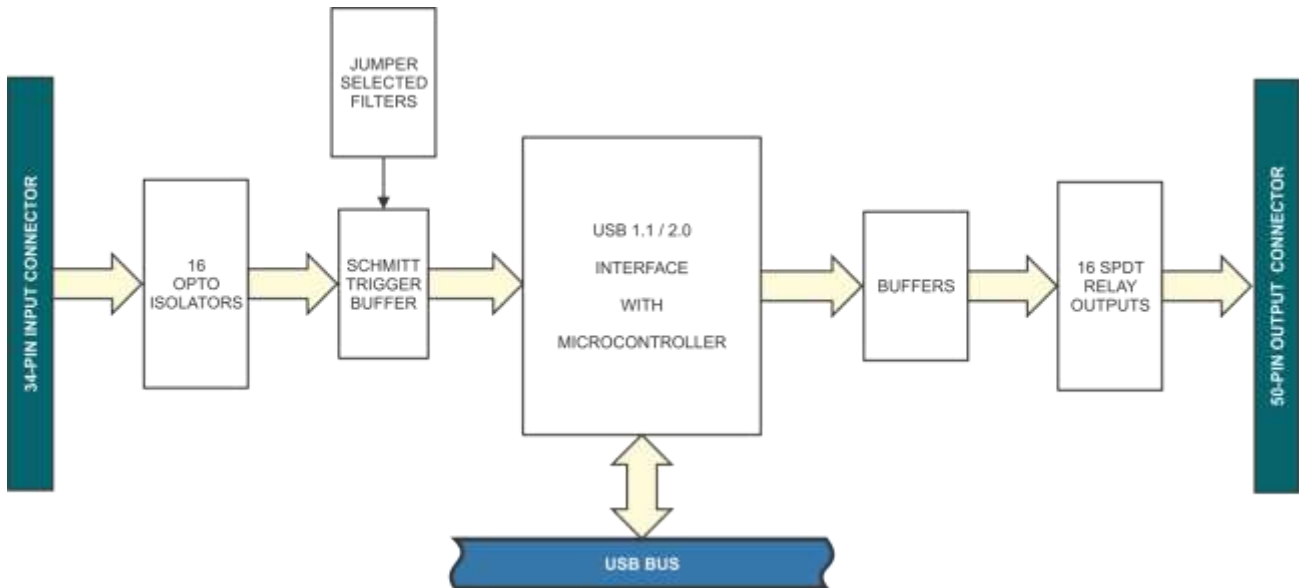 JUMPER
SELECTED
FILTERS
34-PIN INPUT CONNECTOR
16
OPTO
ISOLATORS
SCHMITT
TRIGGER
BUFFER
USB 1.1 / 2.0
INTERFACE
WITH
MICROCONTROLLER
BUFFERS
16 SPDT
RELAY
OUTPUTS
50-PIN OUTPUT CONNECTOR
USB BUS